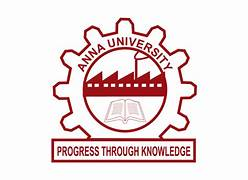 ANNA UNIVERSITY
PROGRESS THROUGH KNOWLEDGE